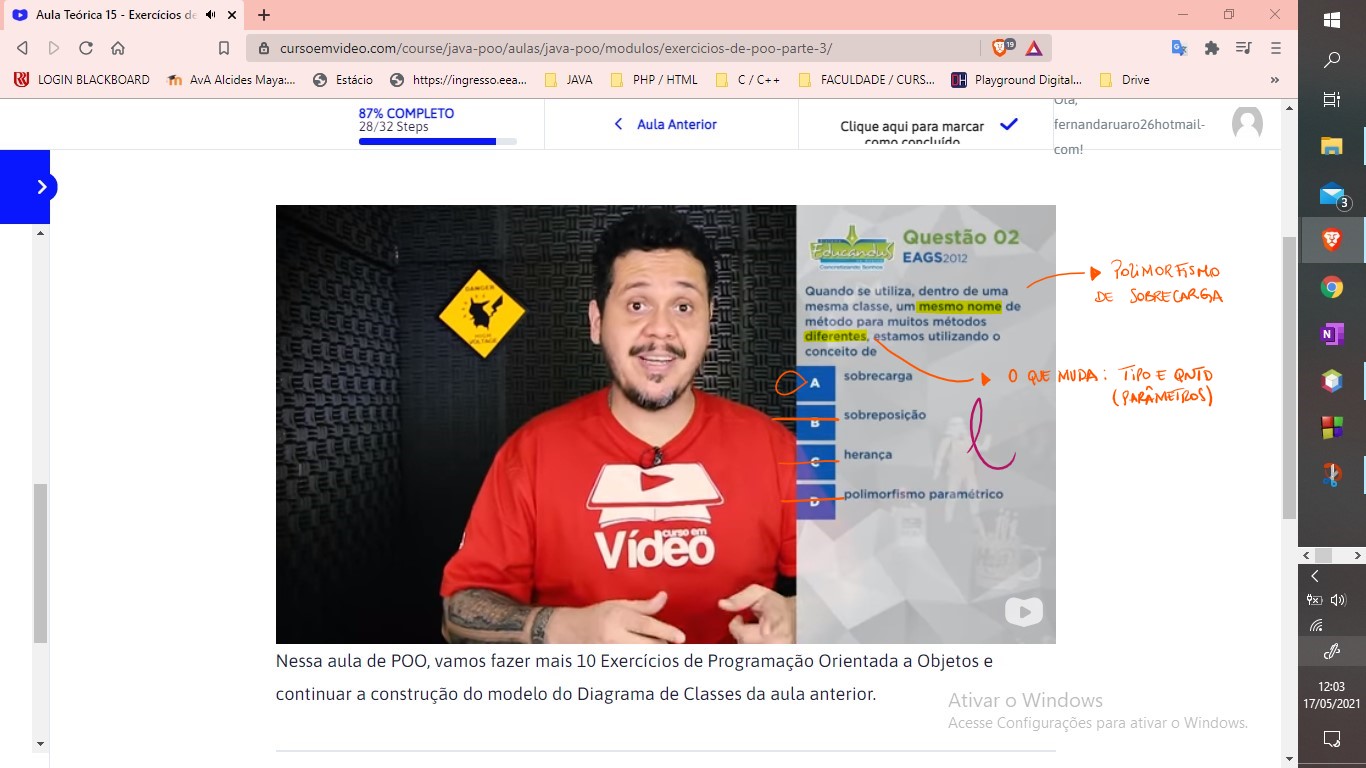 Aula Teórica 15 - Exercícios de
cursoemvideo.com/course/java-poo/aulas/java-poo/modulos/exercicios-de-poo-parte-3/
19
LOGIN BLACKBOARD
AvA Alcides Maya:...
Estácio
https://ingresso.eea...
JAVA
PHP / HTML
C / C++
FACULDADE / CURS...
Playground Digital...
Drive
»
87% COMPLETO
28/32 Steps
Aula Anterior
Clique aqui para marcar
como concluído
Olá,
fernandaruaro26hotmail-
com!
DANGER
VOLTAGE
Educandus
Concretizando Sonhos
Questão 02
EAGS2012
Quando se utiliza, dentro de uma
mesma classe, um mesmo nome de
método para muitos métodos
diferentes, estamos utilizando o
conceito de
A sobrecarga
B sobreposição
C herança
D polimorfismo paramétrico
POLIMORFISMO
DE SOBRECARGA
O QUE MUDA: TIPO E QNTD
(PARÂMETROS)
CURSO EM
Vídeo
Nessa aula de POO, vamos fazer mais 10 Exercícios de Programação Orientada a Objetos e
continuar a construção do modelo do Diagrama de Classes da aula anterior.
Ativar o Windows
Acesse Configurações para ativar o Windows.
3
12:03
17/05/2021